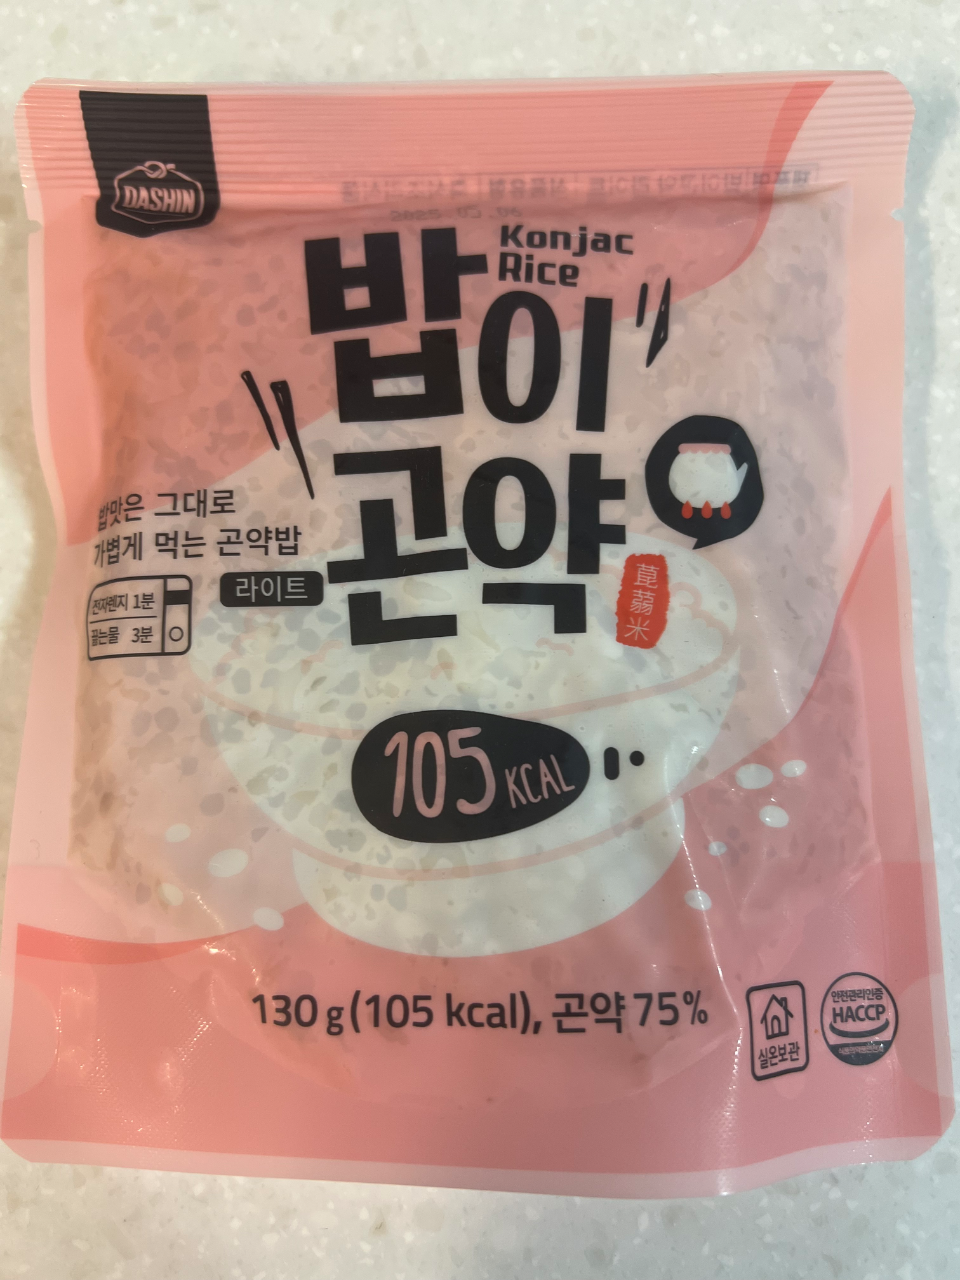 DASHIN
Konjac
Rice
밥이
곤약
밥맛은 그대로
가볍게 먹는 곤약밥
라이트
전자렌지 1분
끓는물 3분
蒟蒻米
105 KCAL
130 g(105 kcal), 곤약 75%
실온보관
안전관리인증
HACCP